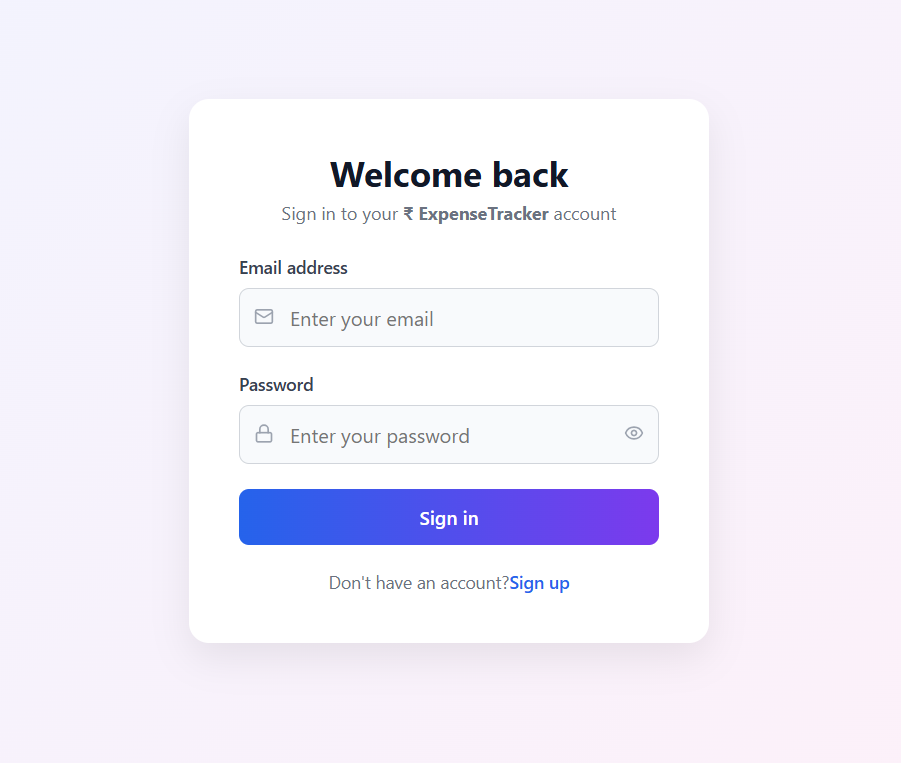 Welcome back
Sign in to your ₹ ExpenseTracker account
Email address
Enter your email
Password
Enter your password
Sign in
Don't have an account?Sign up